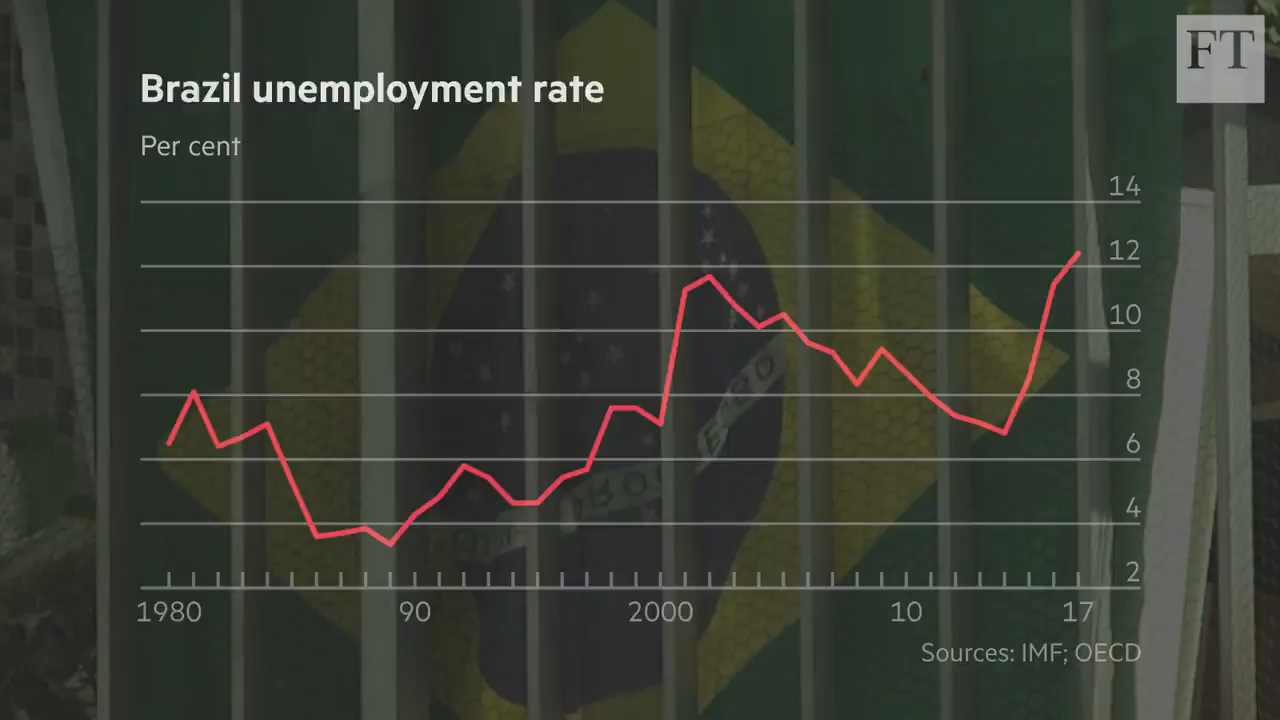 FT
Brazil unemployment rate
Per cent
14
12
10
8
6
4
2
1980 90 2000 10 17
Sources: IMF; OECD